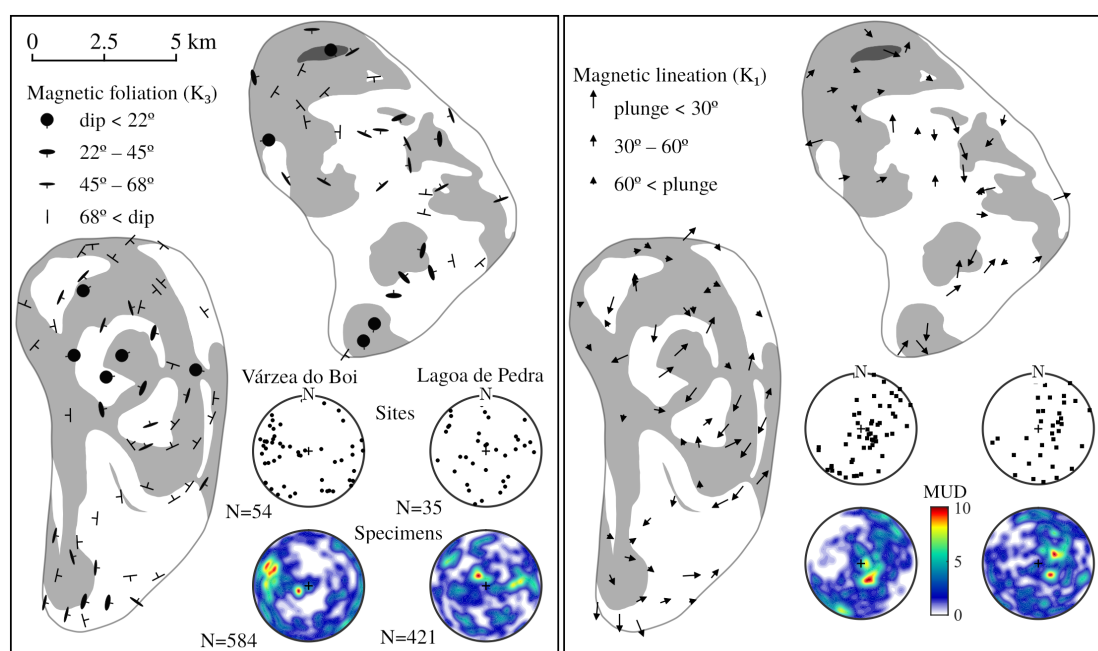 0 2.5 5 km
Magnetic foliation (K₃)
dip < 22º
22º – 45º
45º – 68º
68º < dip
Várzea do Boi Lagoa de Pedra
N N
Sites
N=54 N=35
Specimens
N=584 N=421
Magnetic lineation (K₁)
plunge < 30º
30º – 60º
60º < plunge
N N
MUD
10
5
0